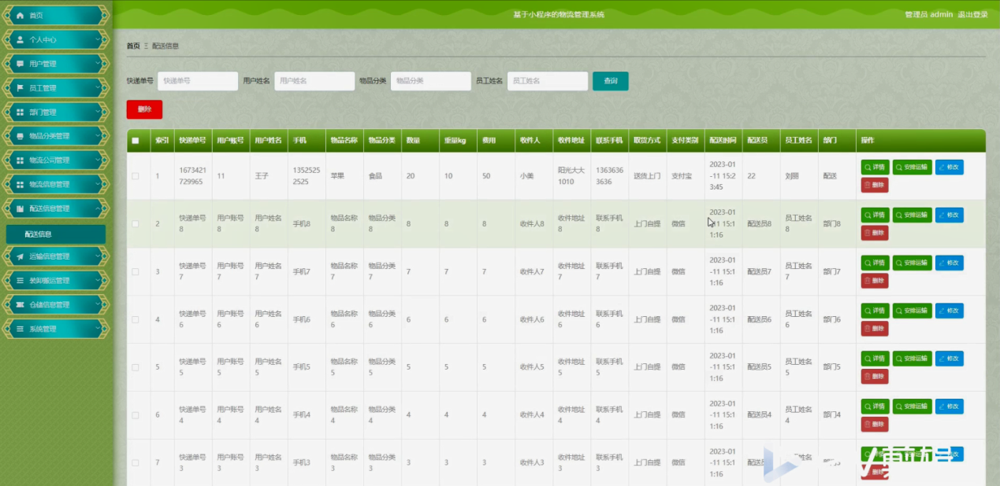 基于小程序的物流管理系统
管理员 admin 退出登录
首页
个人中心
用户管理
员工管理
部门管理
物品分类管理
物流公司管理
物流信息管理
配送信息管理
配送信息
运输信息管理
装卸搬运管理
仓储信息管理
系统管理
首页 Ξ 配送信息
快递单号 快递单号 用户姓名 用户姓名 物品分类 物品分类 员工姓名 员工姓名 查询
删除
索引 快递单号 用户账号 用户姓名 手机 物品名称 物品分类 数量 重量kg 费用 收件人 收件地址 联系手机 取货方式 支付类别 配送时间 配送员 员工姓名 部门 操作
1 1673421729965 11 王子 13525252525 苹果 食品 20 10 50 小美 阳光大大1010 13636363636 送货上门 支付宝 2023-01-11 15:23:45 22 刘丽 配送 详情 安排运输 修改 删除
2 快递单号8 用户账号8 用户姓名8 手机8 物品名称8 物品分类8 8 8 8 收件人8 收件地址8 联系手机8 上门自提 微信 2023-01-11 15:11:16 配送员8 员工姓名8 部门8 详情 安排运输 修改 删除
3 快递单号7 用户账号7 用户姓名7 手机7 物品名称7 物品分类7 7 7 7 收件人7 收件地址7 联系手机7 上门自提 微信 2023-01-11 15:11:16 配送员7 员工姓名7 部门7 详情 安排运输 修改 删除
4 快递单号6 用户账号6 用户姓名6 手机6 物品名称6 物品分类6 6 6 6 收件人6 收件地址6 联系手机6 上门自提 微信 2023-01-11 15:11:16 配送员6 员工姓名6 部门6 详情 安排运输 修改 删除
5 快递单号5 用户账号5 用户姓名5 手机5 物品名称5 物品分类5 5 5 5 收件人5 收件地址5 联系手机5 上门自提 微信 2023-01-11 15:11:16 配送员5 员工姓名5 部门5 详情 安排运输 修改 删除
6 快递单号4 用户账号4 用户姓名4 手机4 物品名称4 物品分类4 4 4 4 收件人4 收件地址4 联系手机4 上门自提 微信 2023-01-11 15:11:16 配送员4 员工姓名4 部门4 详情 安排运输 修改 删除
7 快递单号3 用户账号3 用户姓名3 手机3 物品名称3 物品分类3 3 3 3 收件人3 收件地址3 联系手机3 上门自提 微信 2023-01-11 15:11:16